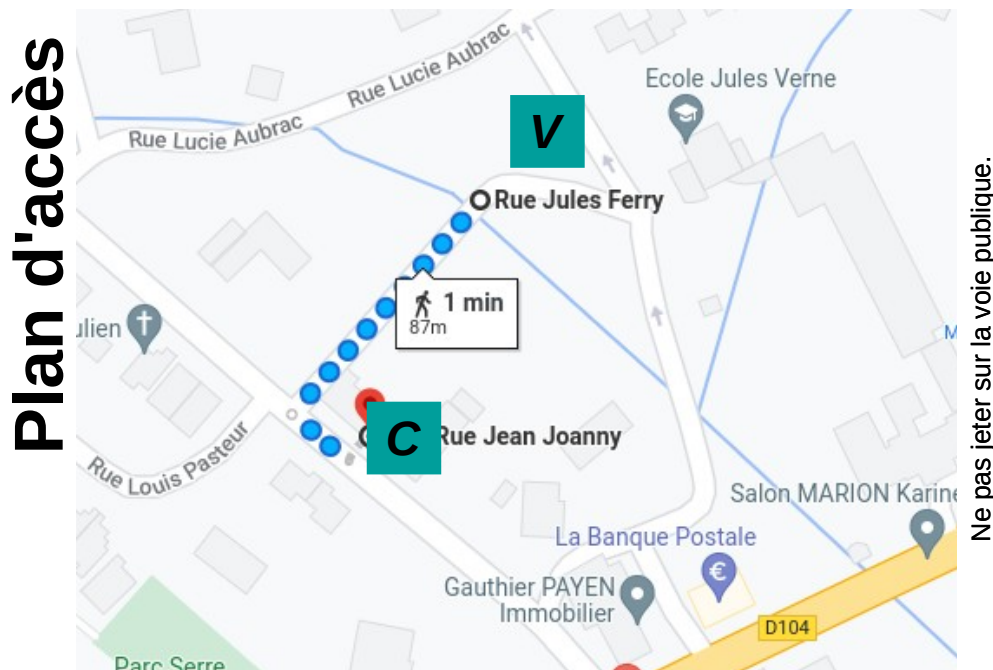 Plan d'accès
Rue Lucie Aubrac
Rue Lucie Aubrac
Ecole Jules Verne
V
Rue Jules Ferry
1 min
87m
ulien
C
Rue Jean Joanny
Rue Louis Pasteur
Salon MARION Karine
La Banque Postale
Gauthier PAYEN
Immobilier
D104
Parc Serre
M
Ne pas jeter sur la voie publique.